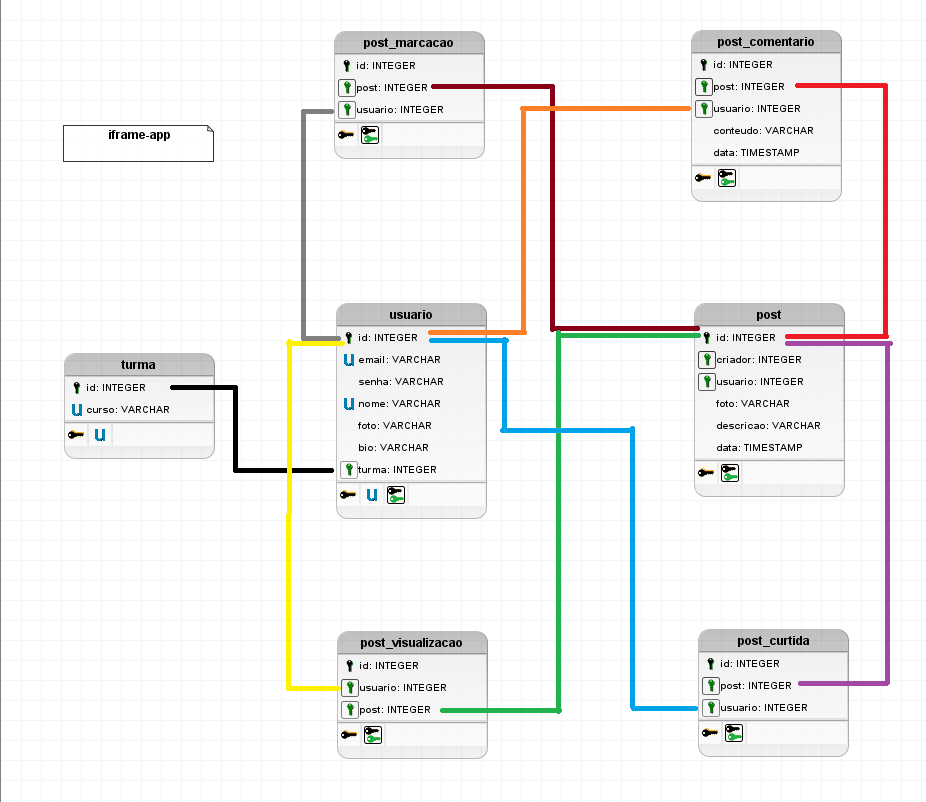 iframe-app
post_marcacao
id: INTEGER
post: INTEGER
usuario: INTEGER
post_comentario
id: INTEGER
post: INTEGER
usuario: INTEGER
conteudo: VARCHAR
data: TIMESTAMP
turma
id: INTEGER
U curso: VARCHAR
U
usuario
id: INTEGER
U email: VARCHAR
senha: VARCHAR
U nome: VARCHAR
foto: VARCHAR
bio: VARCHAR
turma: INTEGER
U
post
id: INTEGER
criador: INTEGER
usuario: INTEGER
foto: VARCHAR
descricao: VARCHAR
data: TIMESTAMP
post_visualizacao
id: INTEGER
usuario: INTEGER
post: INTEGER
post_curtida
id: INTEGER
post: INTEGER
usuario: INTEGER